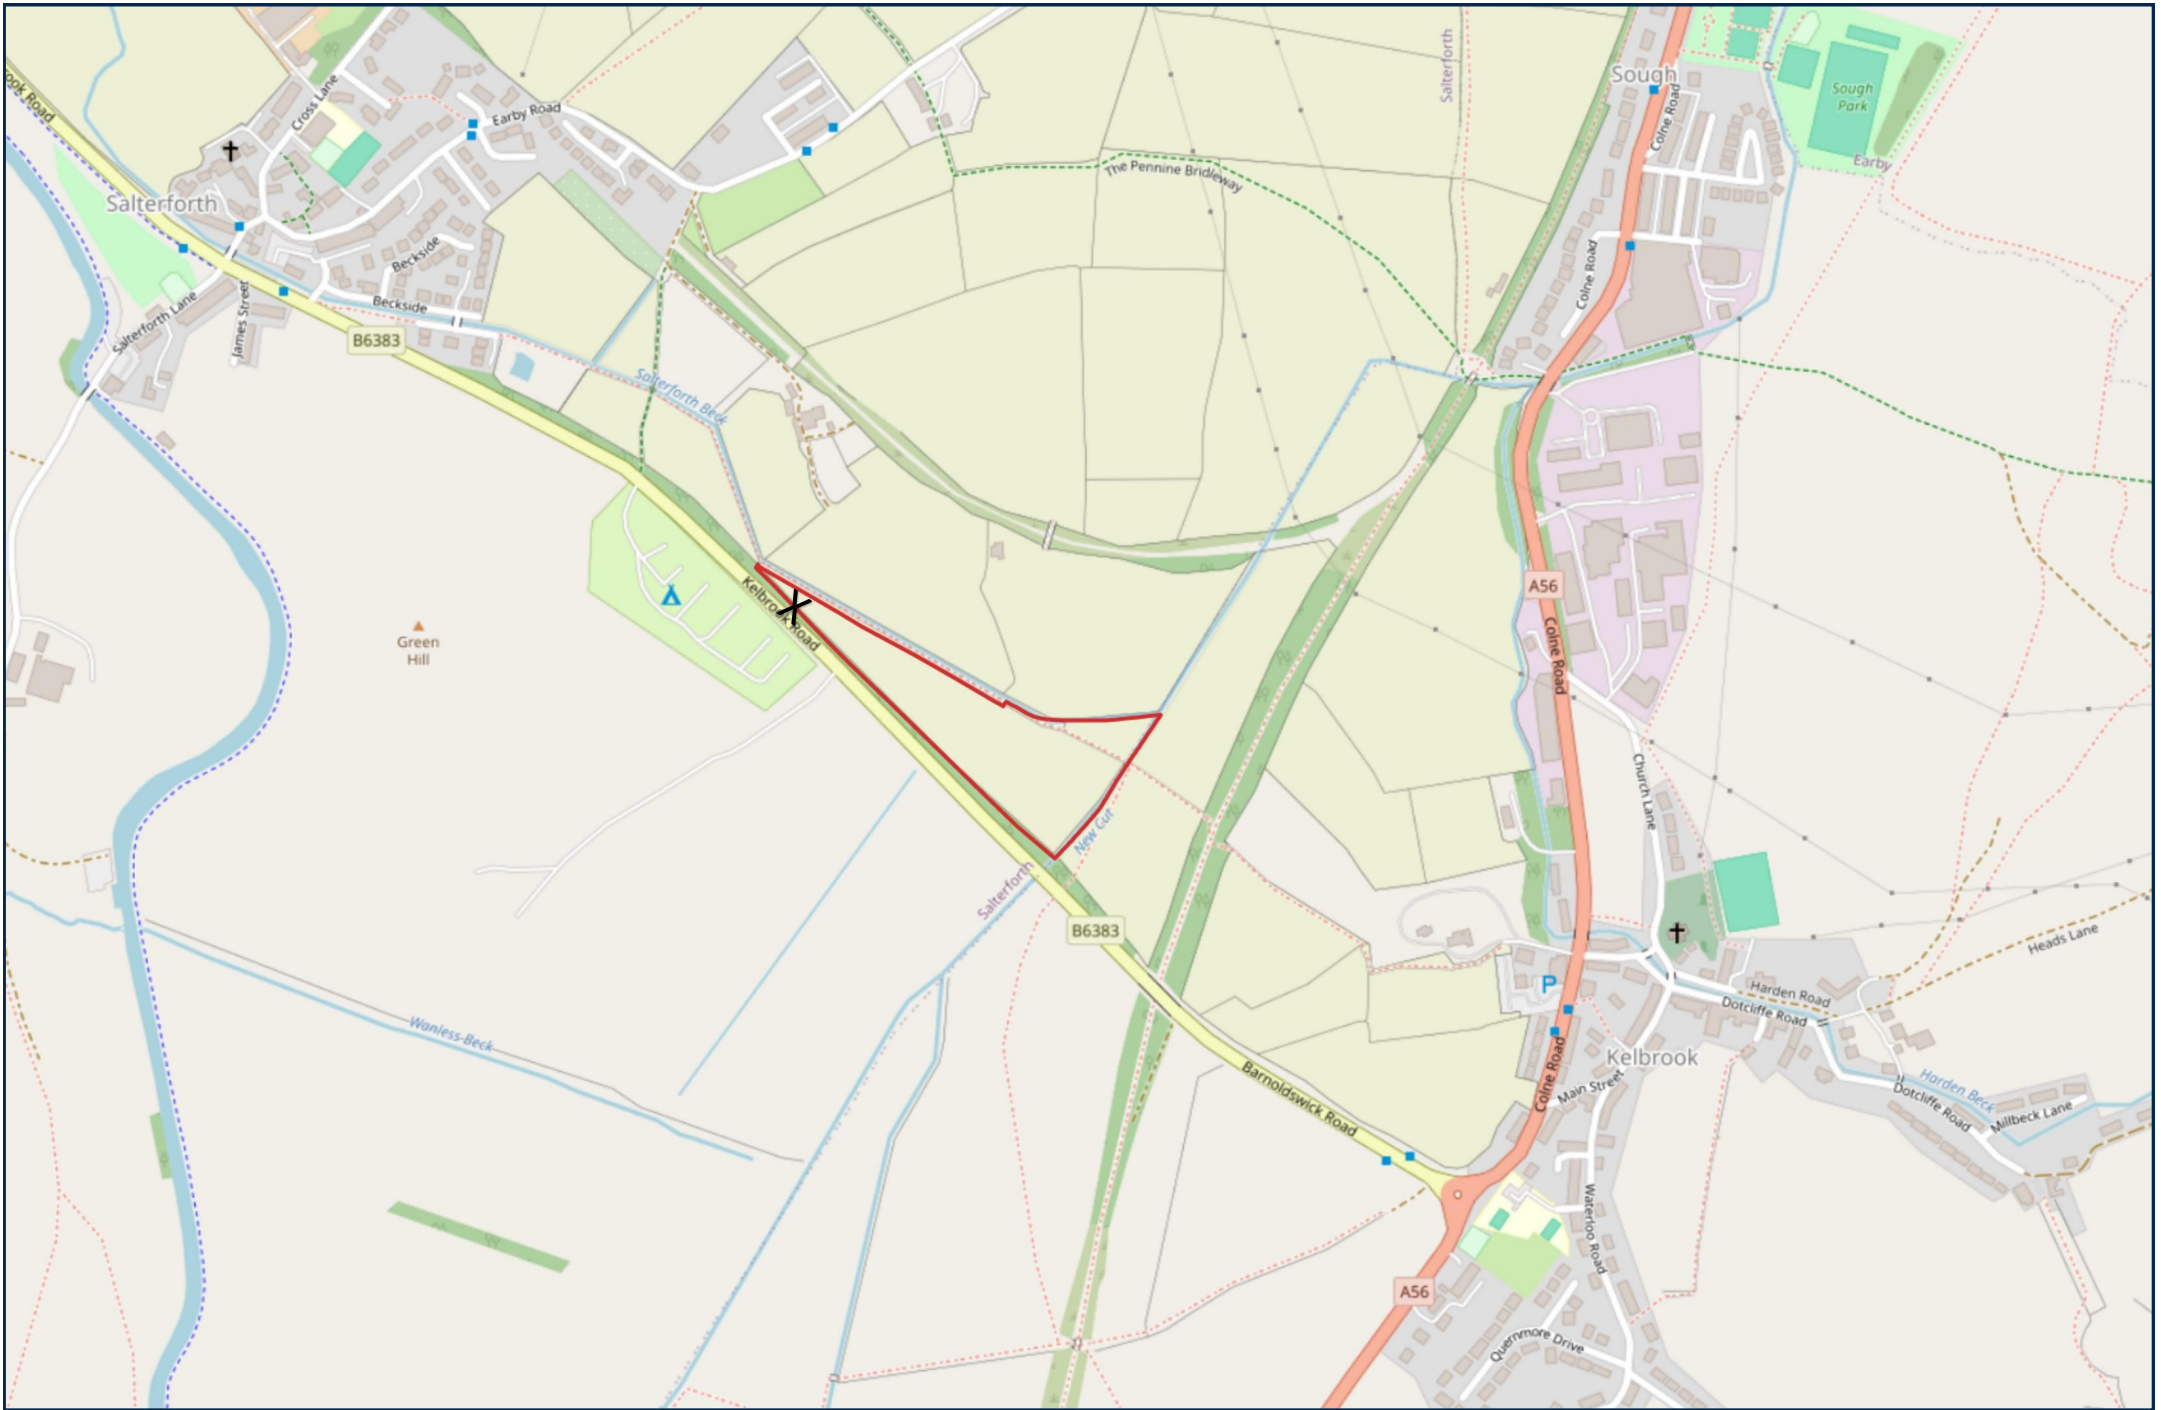 ook Road
Cross Lane
Earby Road
Salterforth
Sough
Colne Road
Sough
Park
Earby
The Pennine Bridleway
Salterforth
Beckside
Beckside
Salterforth Lane
James Street
B6383
Colne Road
Salterforth Beck
Green
Hill
Kelbrook Road
A56
Colne Road
Church Lane
New Cut
Salterforth
B6383
P
Heads Lane
Harden Road
Dotcliffe Road
Kelbrook
Wanless Beck
Barnoldswick Road
Colne Road
Main Street
Harden Beck
Dotcliffe Road
Millbeck Lane
Waterloo Road
A56
Quernmore Drive